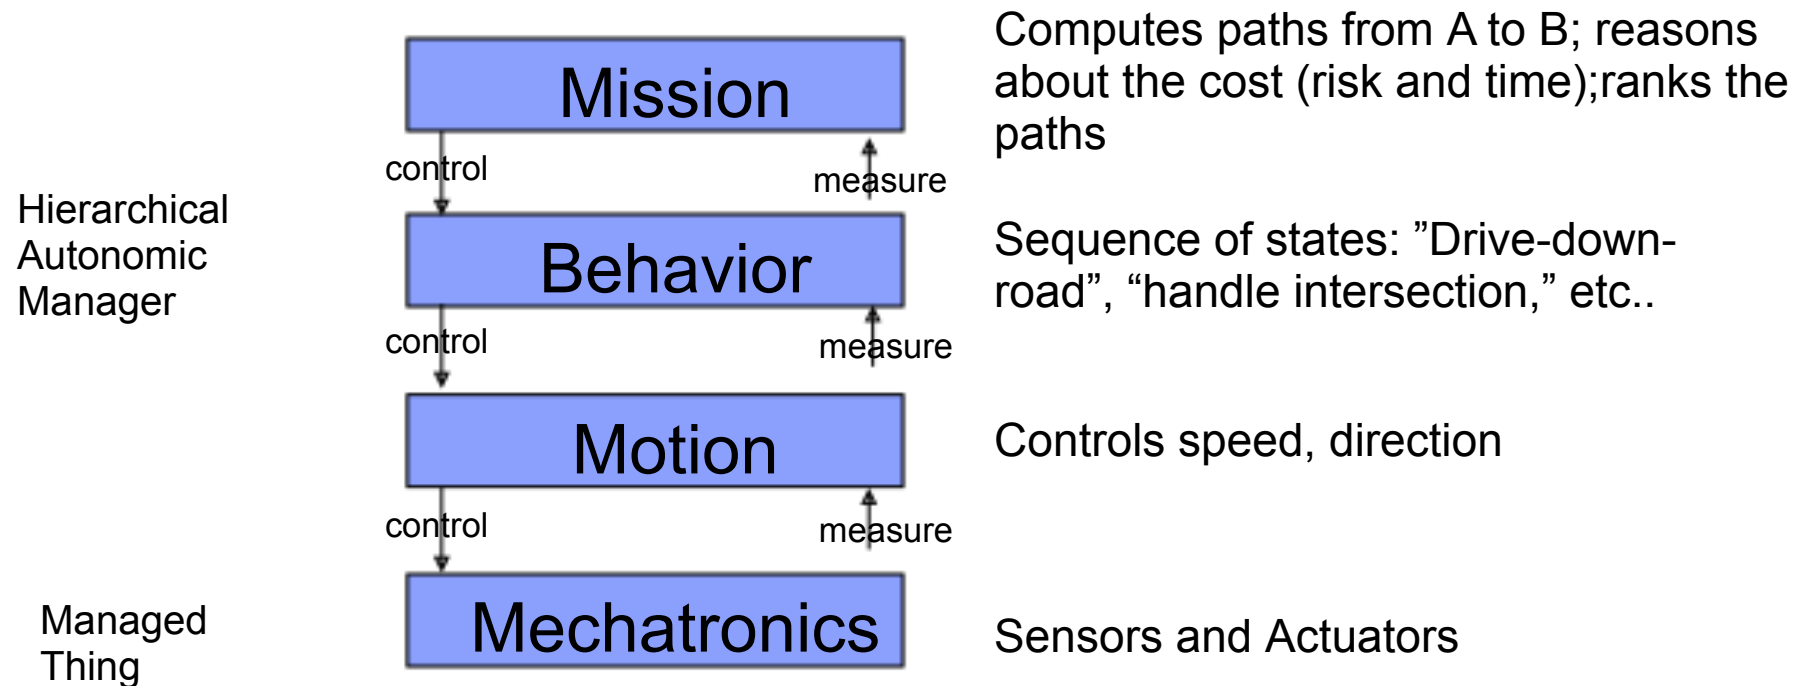 Computes paths from A to B; reasons
about the cost (risk and time);ranks the
paths
Mission
control
measure
Hierarchical
Autonomic
Manager
Behavior
Sequence of states: ”Drive-down-
road”, “handle intersection,” etc..
control
measure
Motion
Controls speed, direction
control
measure
Managed
Thing
Mechatronics
Sensors and Actuators